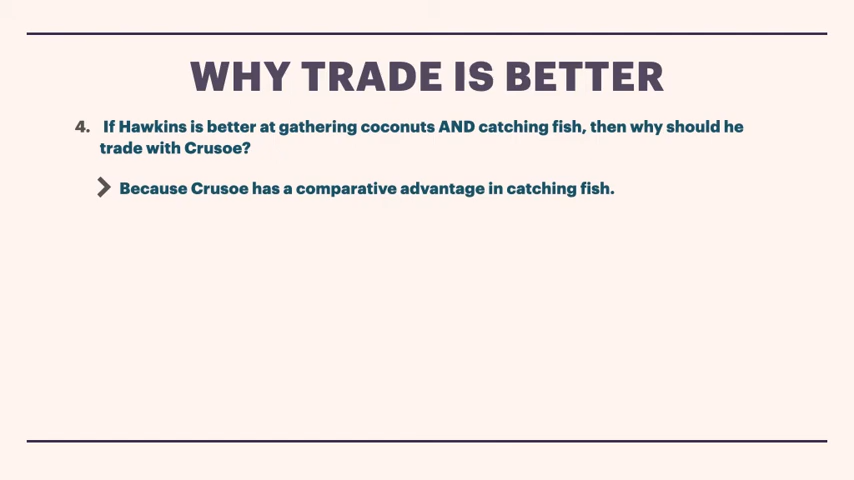 WHY TRADE IS BETTER
4. If Hawkins is better at gathering coconuts AND catching fish, then why should he
trade with Crusoe?
Because Crusoe has a comparative advantage in catching fish.